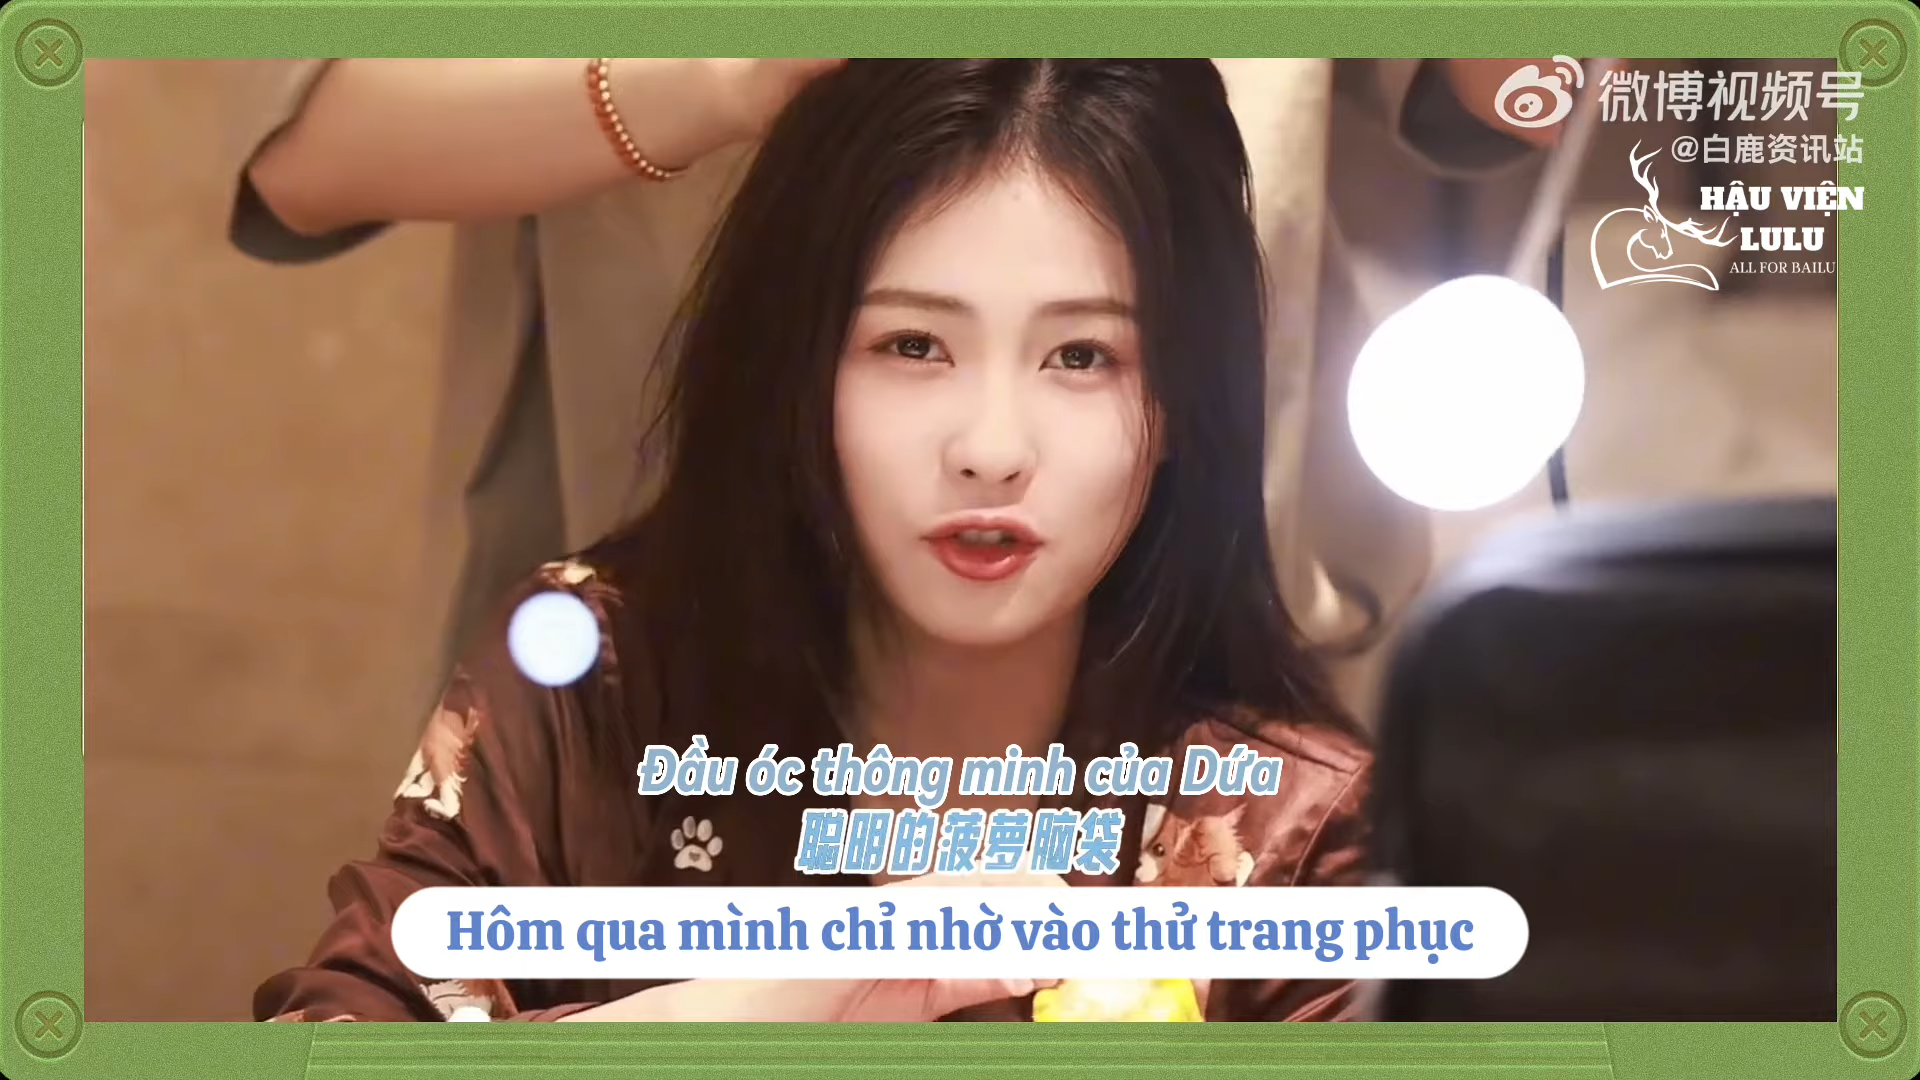 微博视频号
@白鹿资讯站
HẬU VIỆN
LULU
ALL FOR BAILU
Đầu óc thông minh của Dứa
聪明的菠萝脑袋
Hôm qua mình chỉ nhờ vào thử trang phục